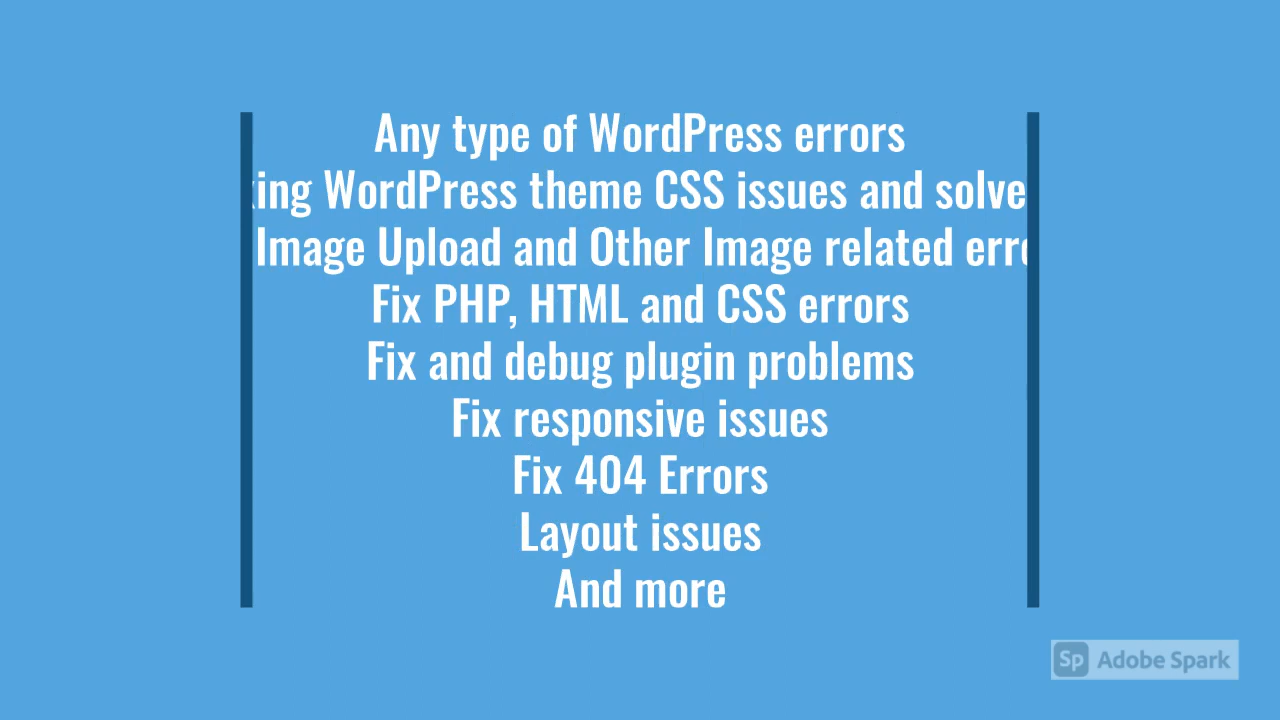 Any type of WordPress errors
WordPress theme CSS issues and solve
Image Upload and Other Image related
Fix PHP, HTML and CSS errors
Fix and debug plugin problems
Fix responsive issues
Fix 404 Errors
Layout issues
And more
Sp Adobe Spark